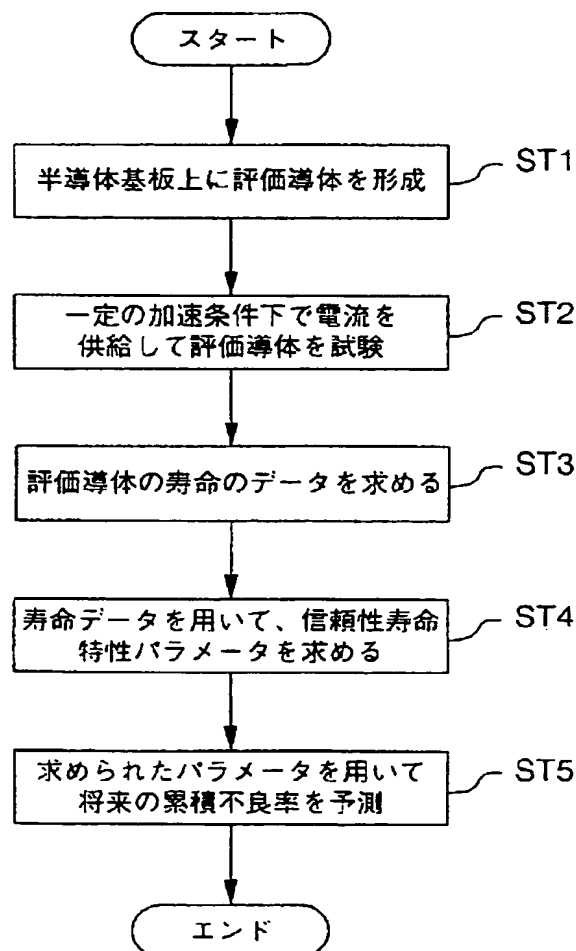 スタート
半導体基板上に評価導体を形成
ST1
一定の加速条件下で電流を
供給して評価導体を試験
ST2
評価導体の寿命のデータを求める
ST3
寿命データを用いて、信頼性寿命
特性パラメータを求める
ST4
求められたパラメータを用いて
将来の累積不良率を予測
ST5
エンド